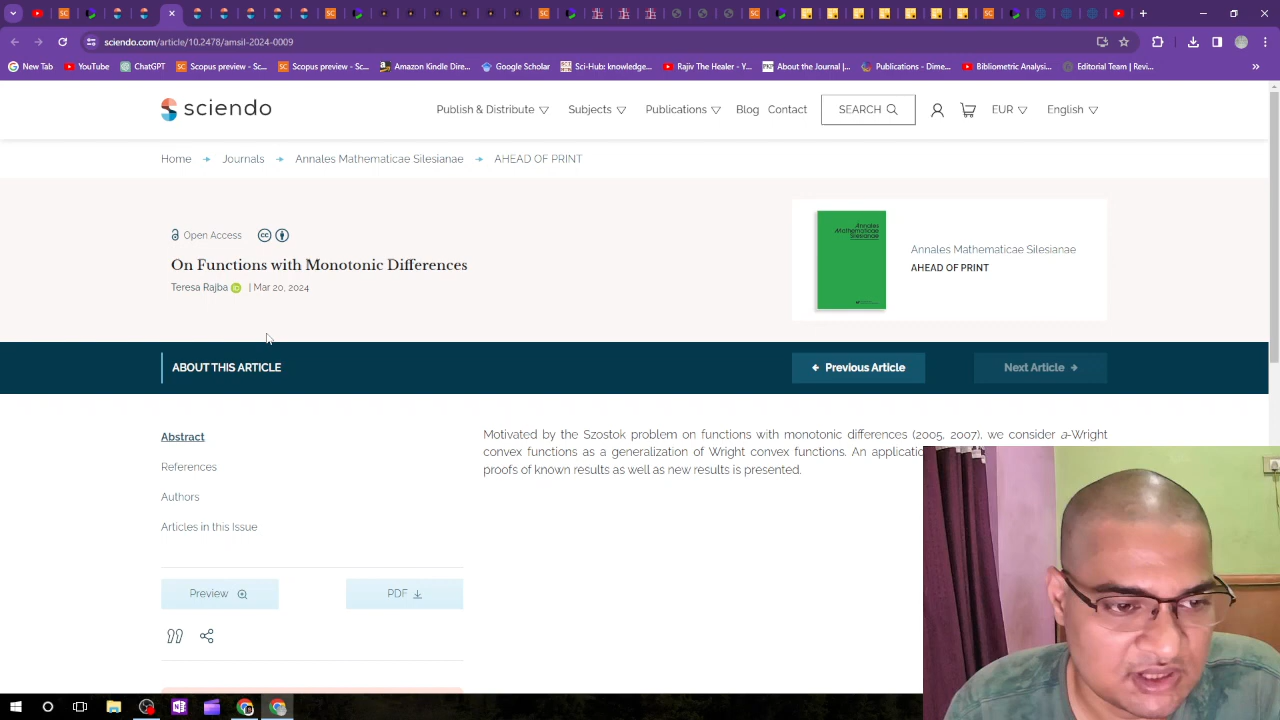 sciendo.com/article/10.2478/amsil-2024-0009
New Tab
YouTube
ChatGPT
Scopus preview - Sc...
Scopus preview - Sc...
Amazon Kindle Dire...
Google Scholar
Sci-Hub: knowledge...
Rajiv The Healer - Y...
About the Journal |...
Publications - Dime...
Bibliometric Analysi...
Editorial Team | Revi...
sciendo
Publish & Distribute
Subjects
Publications
Blog
Contact
SEARCH
EUR
English
Home
Journals
Annales Mathematicae Silesianae
AHEAD OF PRINT
Open Access
On Functions with Monotonic Differences
Teresa Rajba | Mar 20, 2024
Annales
Mathematicae
Silesianae
Annales Mathematicae Silesianae
AHEAD OF PRINT
ABOUT THIS ARTICLE
Previous Article
Next Article
Abstract
References
Authors
Articles in this Issue
Motivated by the Szostok problem on functions with monotonic differences (2005, 2007), we consider a-Wright
convex functions as a generalization of Wright convex functions. An application
proofs of known results as well as new results is presented.
Preview
PDF